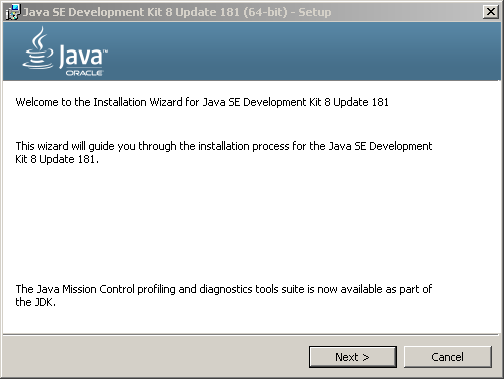 Java SE Development Kit 8 Update 181 (64-bit) - Setup
Java™
ORACLE
Welcome to the Installation Wizard for Java SE Development Kit 8 Update 181
This wizard will guide you through the installation process for the Java SE Development
Kit 8 Update 181.
The Java Mission Control profiling and diagnostics tools suite is now available as part of
the JDK.
Next >
Cancel